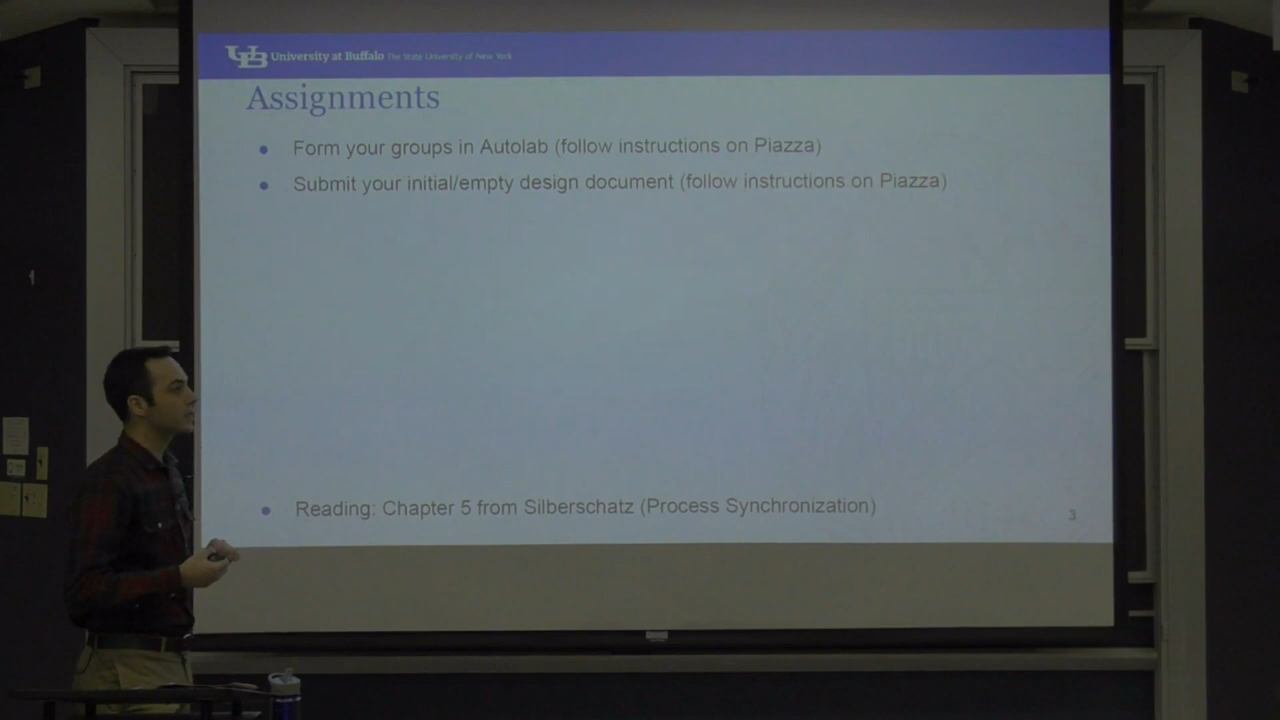 University at Buffalo The State University of New York
Assignments
Form your groups in Autolab (follow instructions on Piazza)
Submit your initial/empty design document (follow instructions on Piazza)
Reading: Chapter 5 from Silberschatz (Process Synchronization)
3